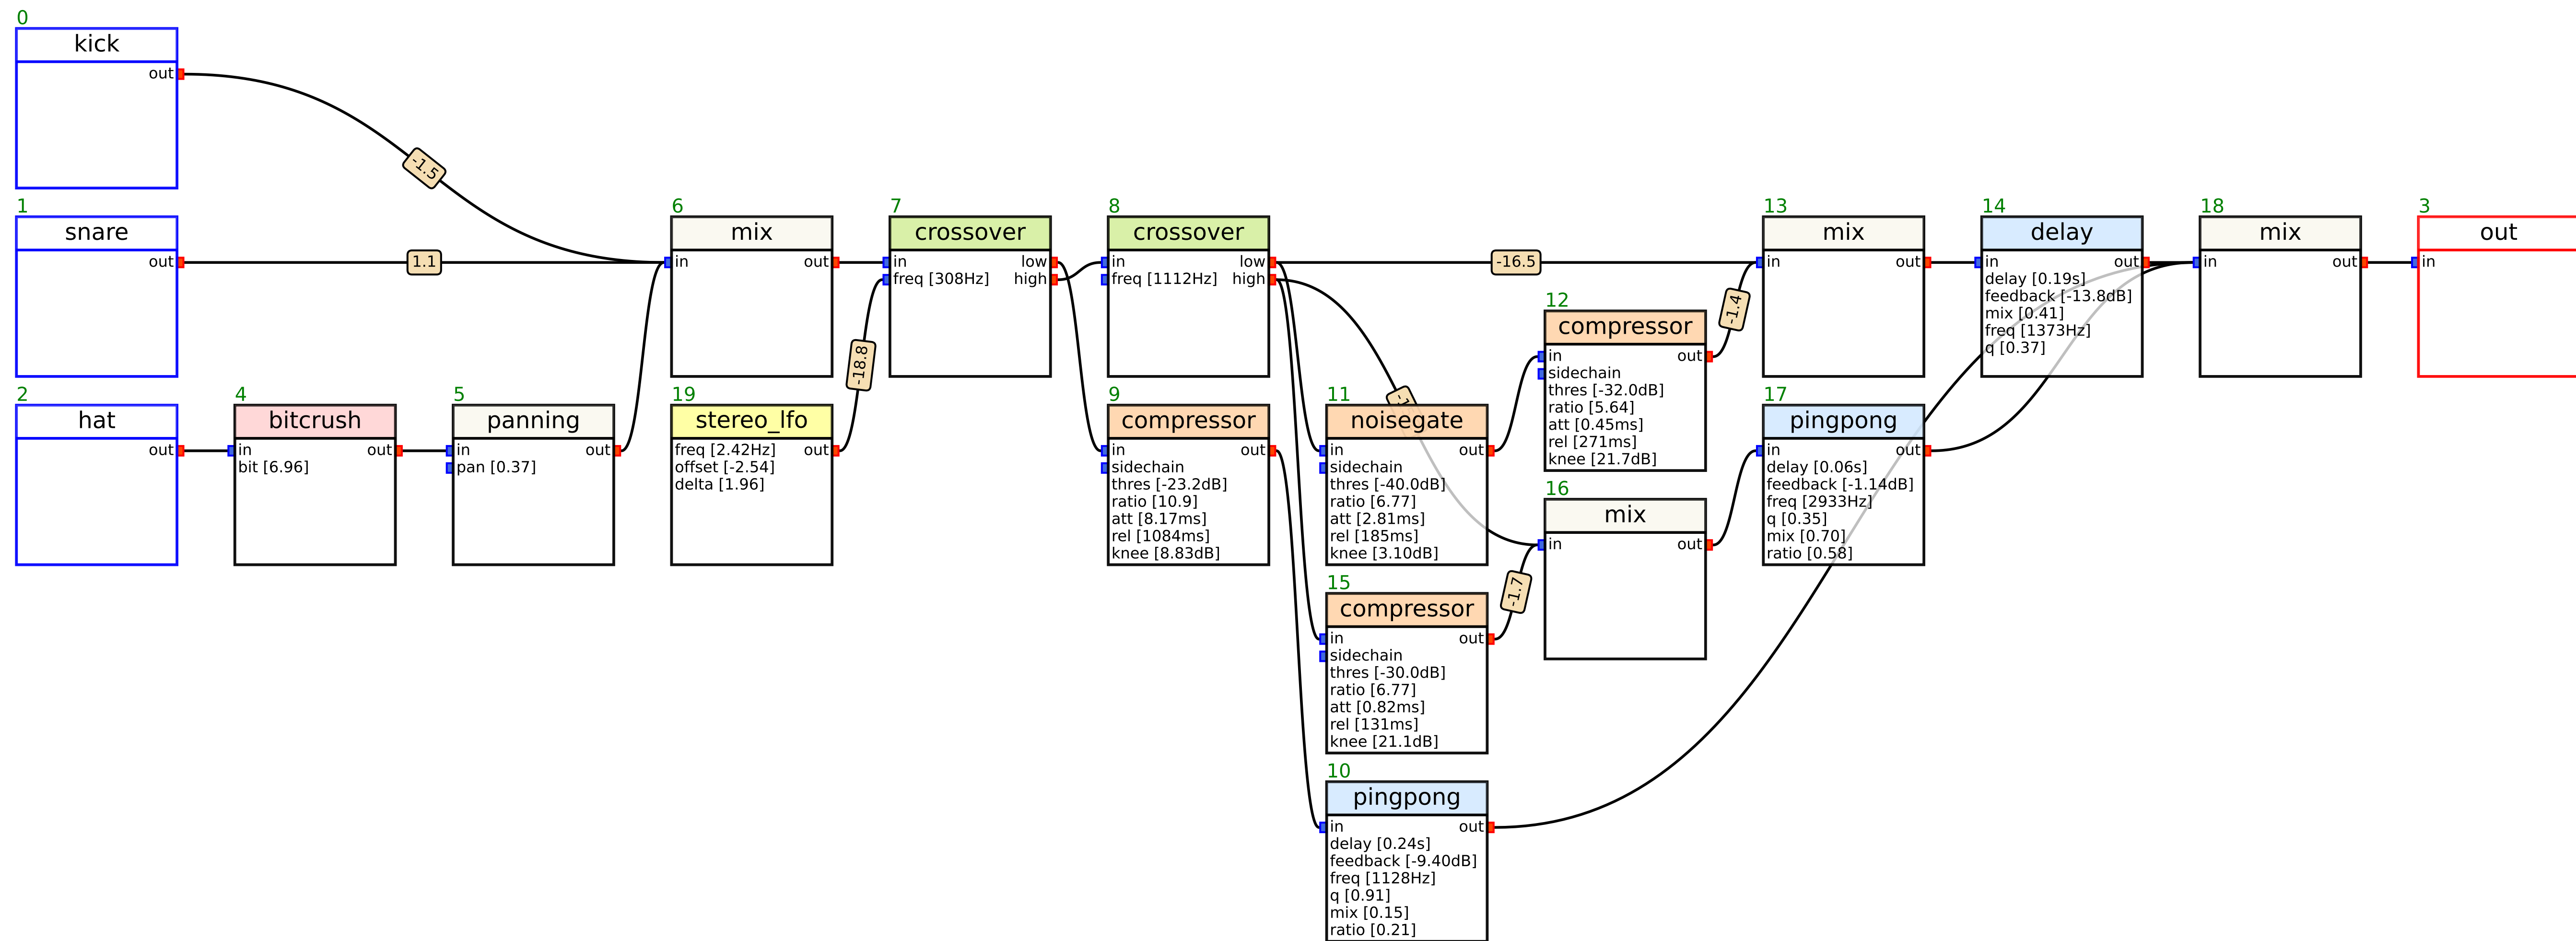 0
kick
out
-1.5
1
snare
out
1.1
2
hat
out
4
bitcrush
in out
bit [6.96]
5
panning
in out
pan [0.37]
6
mix
in out
19
stereo_lfo
freq [2.42Hz] out
offset [-2.54]
delta [1.96]
-18.8
7
crossover
in low
freq [308Hz] high
8
crossover
in low
freq [1112Hz] high
9
compressor
in out
sidechain
thres [-23.2dB]
ratio [10.9]
att [8.17ms]
rel [1084ms]
knee [8.83dB]
-16.5
11
noisegate
in out
sidechain
thres [-40.0dB]
ratio [6.77]
att [2.81ms]
rel [185ms]
knee [3.10dB]
15
compressor
in out
sidechain
thres [-30.0dB]
ratio [6.77]
att [0.82ms]
rel [131ms]
knee [21.1dB]
-1.7
10
pingpong
in out
delay [0.24s]
feedback [-9.40dB]
freq [1128Hz]
q [0.91]
mix [0.15]
ratio [0.21]
12
compressor
in out
sidechain
thres [-32.0dB]
ratio [5.64]
att [0.45ms]
rel [271ms]
knee [21.7dB]
-1.4
16
mix
in out
13
mix
in out
17
pingpong
in out
delay [0.06s]
feedback [-1.14dB]
freq [2933Hz]
q [0.35]
mix [0.70]
ratio [0.58]
14
delay
in out
delay [0.19s]
feedback [-13.8dB]
mix [0.41]
freq [1373Hz]
q [0.37]
18
mix
in out
3
out
in